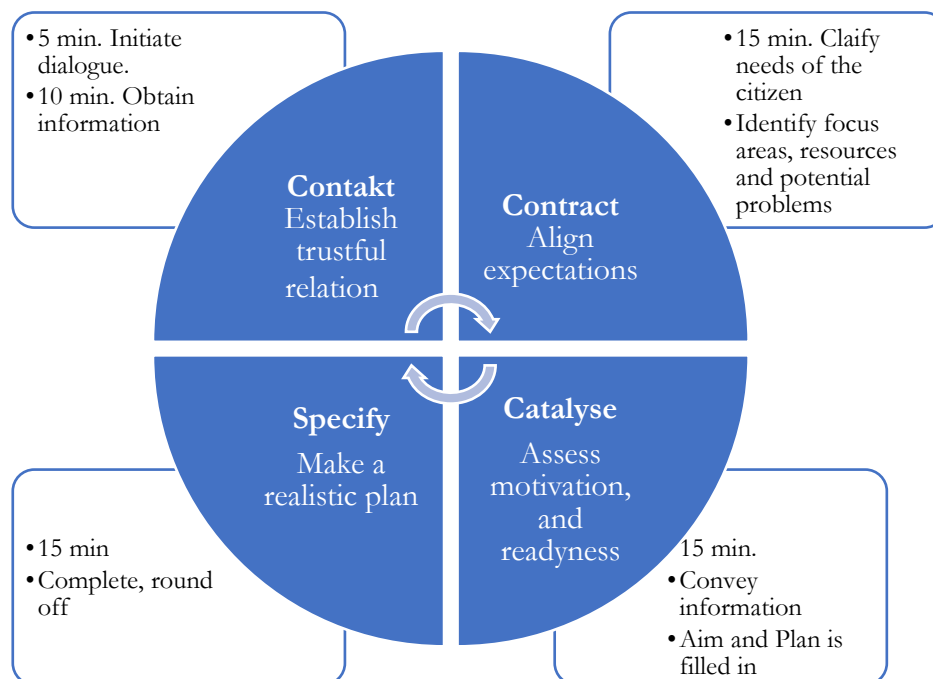 •5 min. Initiate
dialogue.
•10 min. Obtain
information
•15 min. Claify
needs of the
citizen
•Identify focus
areas, resources
and potential
problems
Contakt
Establish
trustful
relation
Contract
Align
expectations
Specify
Make a
realistic plan
Catalyse
Assess
motivation,
and
readyness
•15 min
•Complete, round
off
15 min.
•Convey
information
•Aim and Plan is
filled in